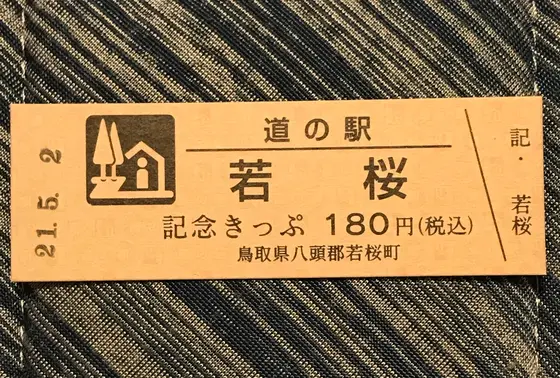 21.5.2
道の駅
若桜
記念きっぷ 180円(税込)
鳥取県八頭郡若桜町
記・若桜